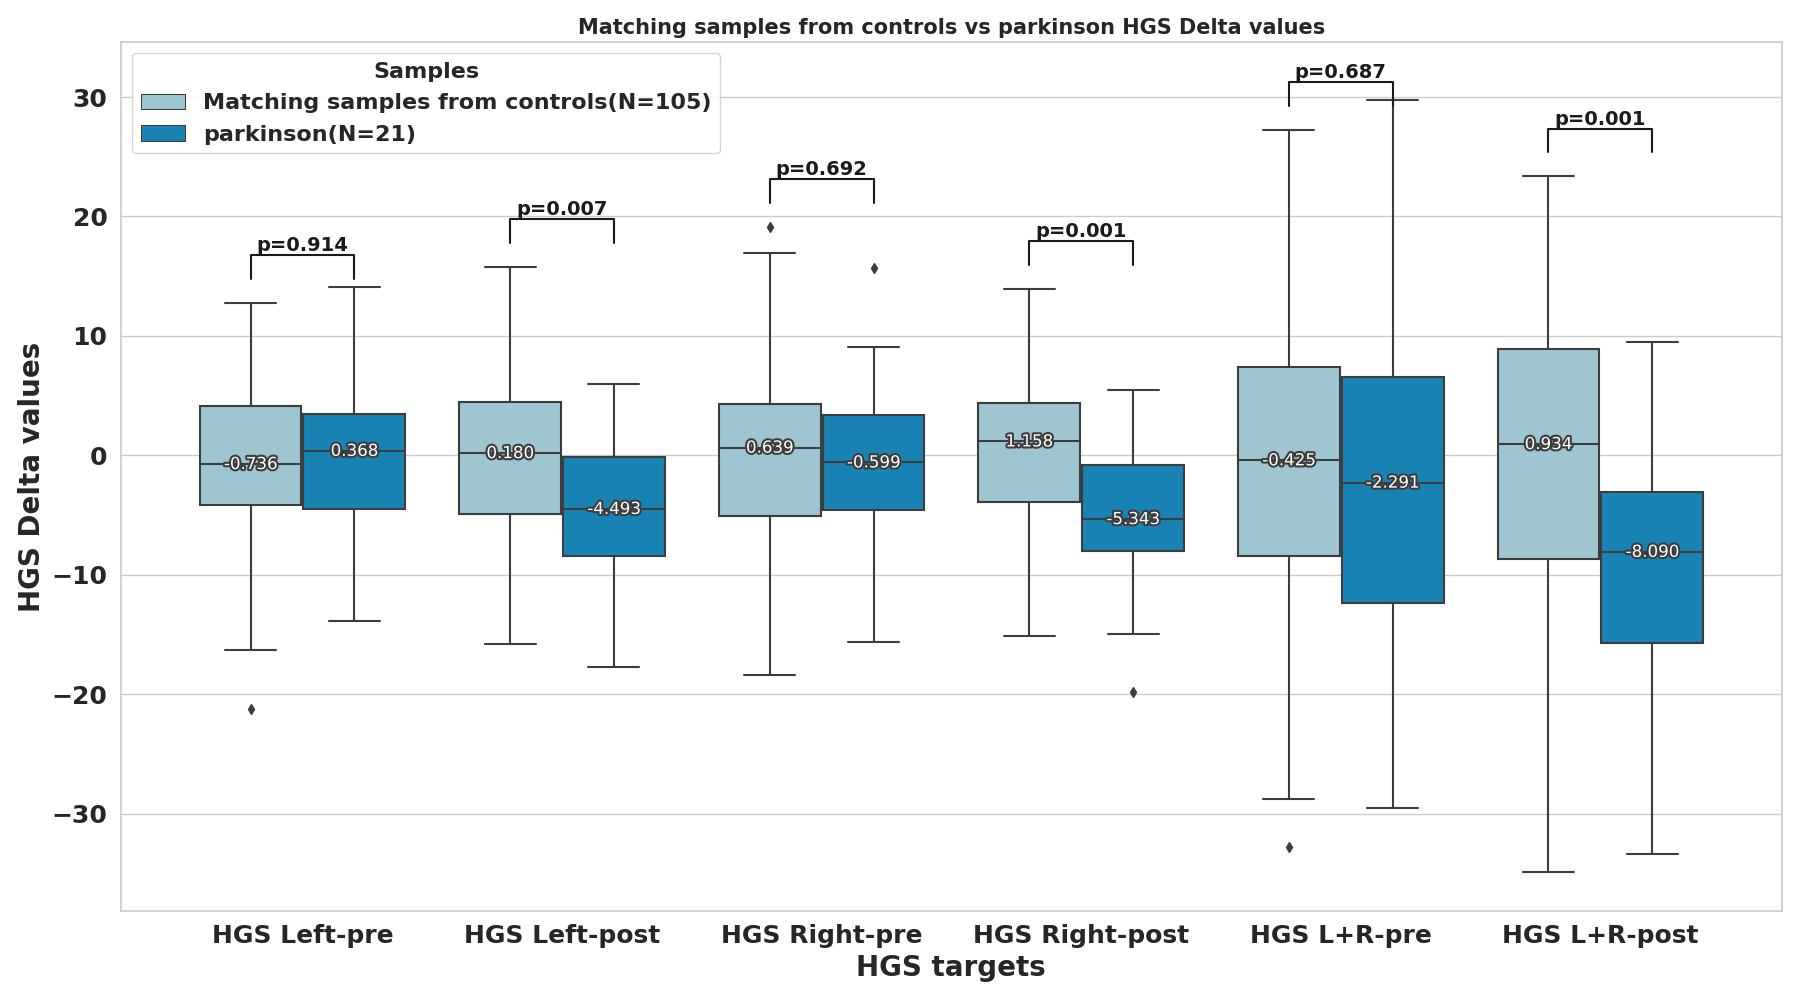 Matching samples from controls vs parkinson HGS Delta values
Samples
Matching samples from controls(N=105)
parkinson(N=21)
HGS Delta values
30
20
10
0
−10
−20
−30
p=0.914
p=0.007
p=0.692
p=0.001
p=0.687
p=0.001
-0.736
0.368
0.180
-4.493
0.639
-0.599
1.158
-5.343
-0.425
-2.291
0.934
-8.090
HGS Left-pre
HGS Left-post
HGS Right-pre
HGS Right-post
HGS L+R-pre
HGS L+R-post
HGS targets